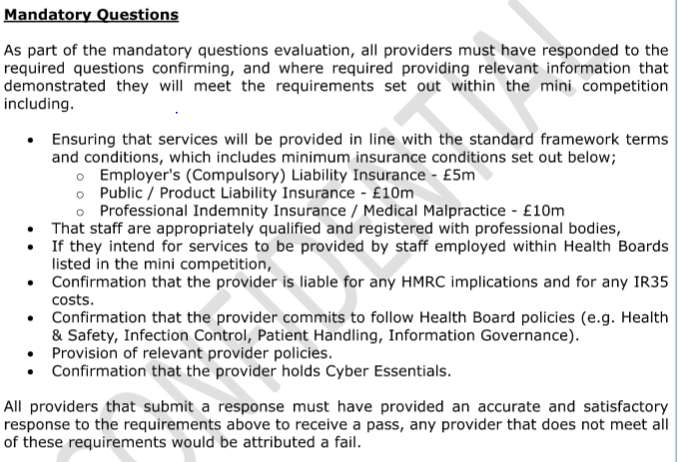 Mandatory Questions
As part of the mandatory questions evaluation, all providers must have responded to the
required questions confirming, and where required providing relevant information that
demonstrated they will meet the requirements set out within the mini competition
including.
• Ensuring that services will be provided in line with the standard framework terms
and conditions, which includes minimum insurance conditions set out below;
o Employer's (Compulsory) Liability Insurance - £5m
o Public / Product Liability Insurance - £10m
o Professional Indemnity Insurance / Medical Malpractice - £10m
• That staff are appropriately qualified and registered with professional bodies,
• If they intend for services to be provided by staff employed within Health Boards
listed in the mini competition,
• Confirmation that the provider is liable for any HMRC implications and for any IR35
costs.
• Confirmation that the provider commits to follow Health Board policies (e.g. Health
& Safety, Infection Control, Patient Handling, Information Governance).
• Provision of relevant provider policies.
• Confirmation that the provider holds Cyber Essentials.
All providers that submit a response must have provided an accurate and satisfactory
response to the requirements above to receive a pass, any provider that does not meet all
of these requirements would be attributed a fail.
CONFIDENTIAL